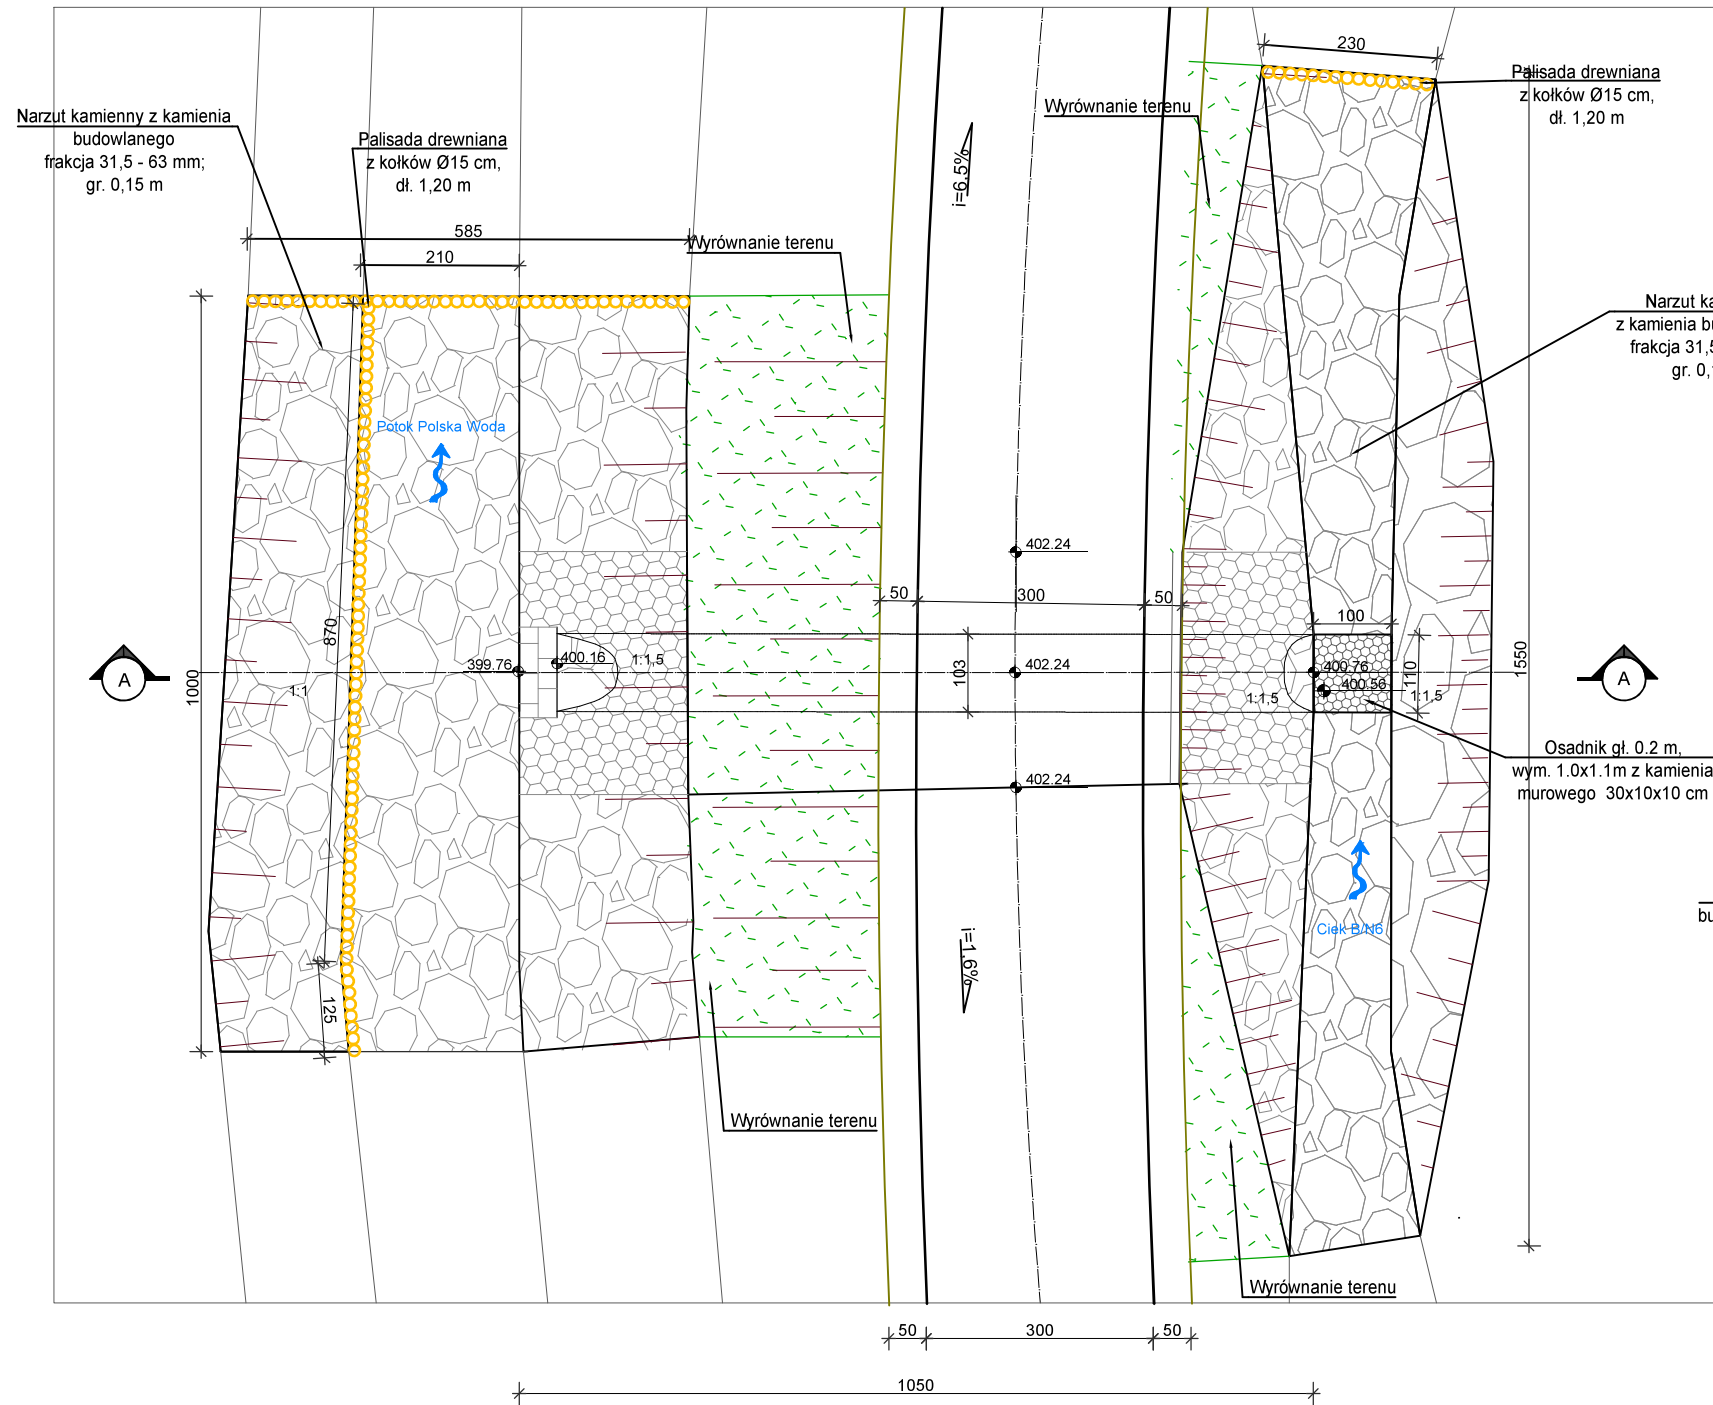 230
Palisada drewniana
z kołków Ø15 cm,
dł. 1,20 m
Wyrównanie terenu
Narzut kamienny z kamienia
budowlanego
frakcja 31,5 - 63 mm;
gr. 0,15 m
Palisada drewniana
z kołków Ø15 cm,
dł. 1,20 m
i=6.5%
585
Wyrównanie terenu
210
Narzut ka
z kamienia bu
frakcja 31,5
gr. 0,
Potok Polska Woda
402.24
50
300
50
100
870
103
110
1550
399.76
400.16
1:1,5
402.24
400.76
400.56
A
1000
1:1
1:1,5
1:1,5
A
Osadnik gł. 0.2 m,
wym. 1.0x1.1m z kamienia
murowego 30x10x10 cm
402.24
bu
Ciek B/N6
i=1.6%
125
Wyrównanie terenu
Wyrównanie terenu
50
300
50
1050